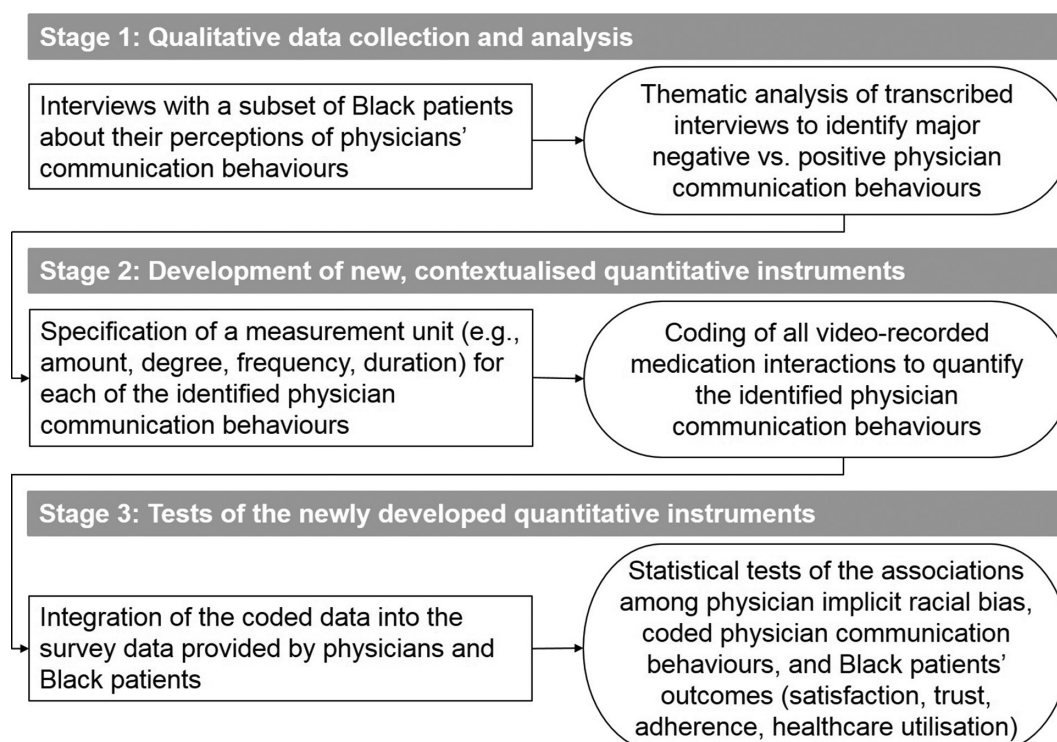 Stage 1: Qualitative data collection and analysis
Interviews with a subset of Black patients
about their perceptions of physicians’
communication behaviours
Thematic analysis of transcribed
interviews to identify major
negative vs. positive physician
communication behaviours
Stage 2: Development of new, contextualised quantitative instruments
Specification of a measurement unit (e.g.,
amount, degree, frequency, duration) for
each of the identified physician
communication behaviours
Coding of all video-recorded
medication interactions to quantify
the identified physician
communication behaviours
Stage 3: Tests of the newly developed quantitative instruments
Integration of the coded data into the
survey data provided by physicians and
Black patients
Statistical tests of the associations
among physician implicit racial bias,
coded physician communication
behaviours, and Black patients’
outcomes (satisfaction, trust,
adherence, healthcare utilisation)